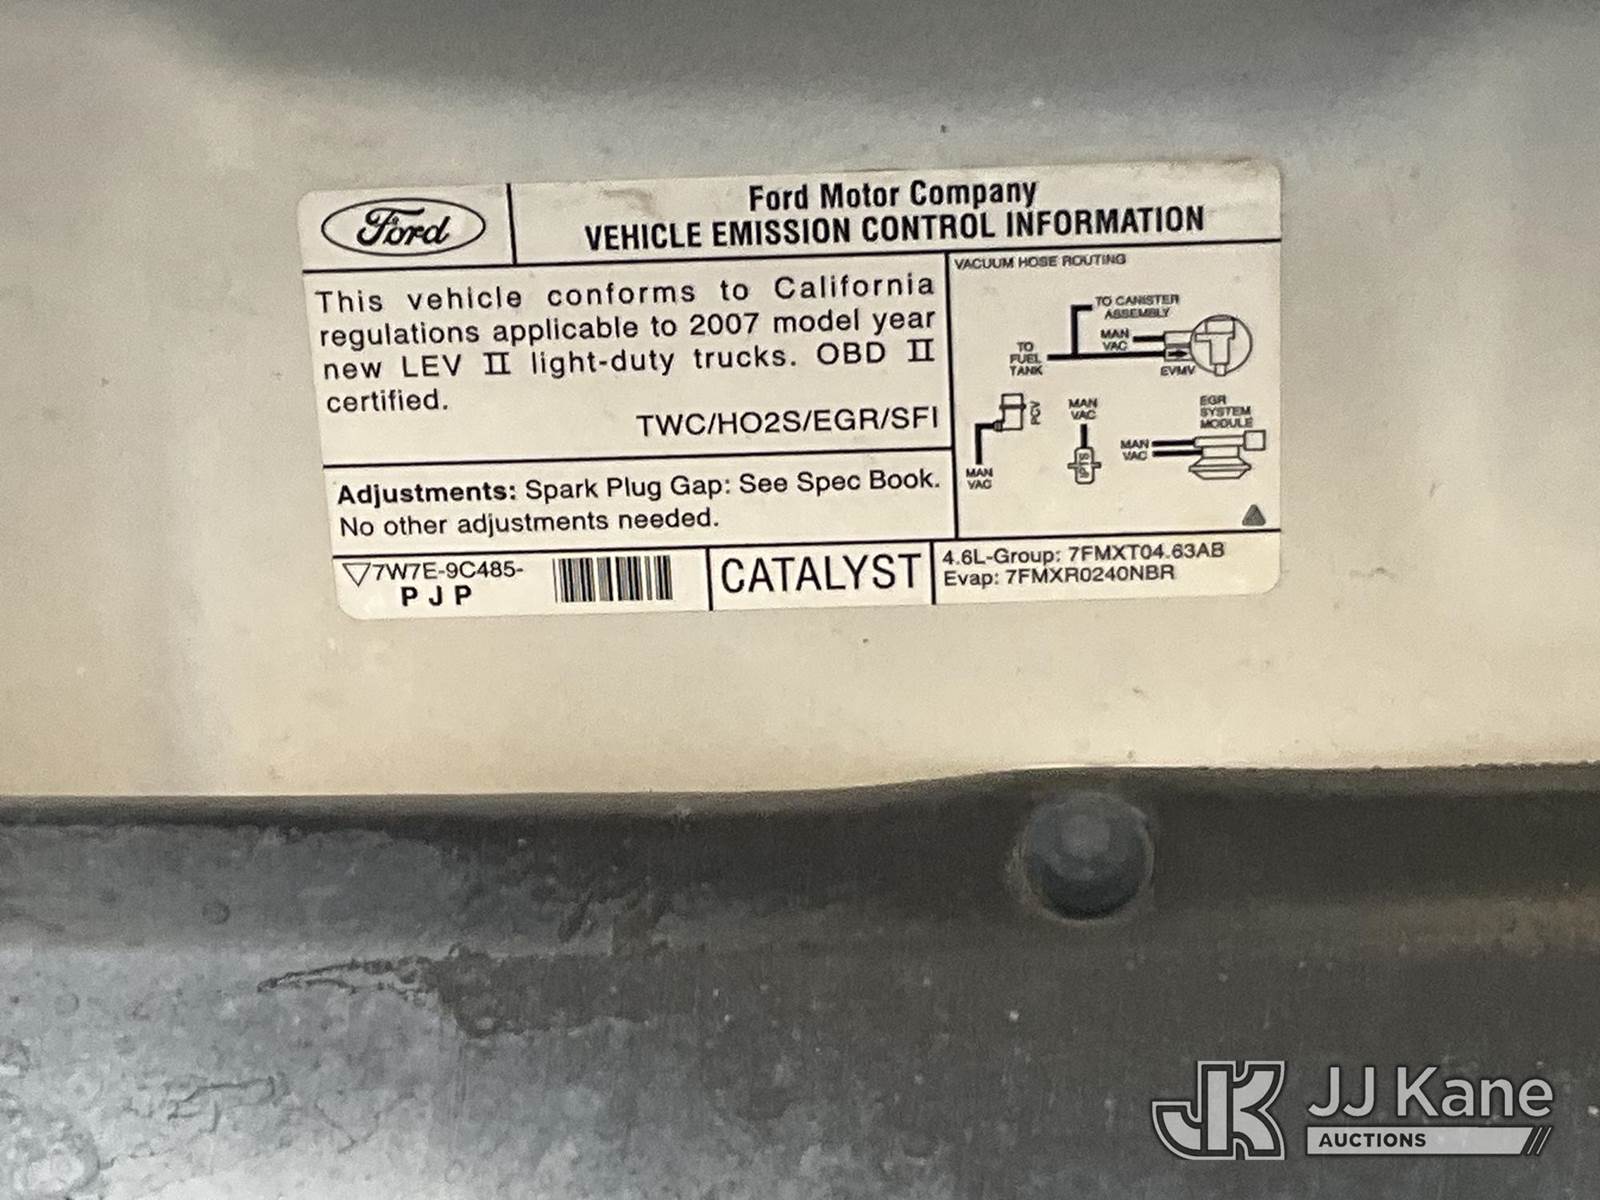 Ford
Ford Motor Company
VEHICLE EMISSION CONTROL INFORMATION
This vehicle conforms to California
regulations applicable to 2007 model year
new LEV II light-duty trucks. OBD II
certified.
TWC/HO2S/EGR/SFI
Adjustments: Spark Plug Gap: See Spec Book.
No other adjustments needed.
VACUUM HOSE ROUTING
TO CANISTER
ASSEMBLY
MAN
VAC
TO
FUEL
TANK
EVMV
PCV
MAN
VAC
MAN
VAC
EGR
SYSTEM
MODULE
MAN
VAC
7W7E-9C485-
PJP
CATALYST
4.6L-Group: 7FMXT04.63AB
Evap: 7FMXR0240NBR
JK
JJ Kane
AUCTIONS